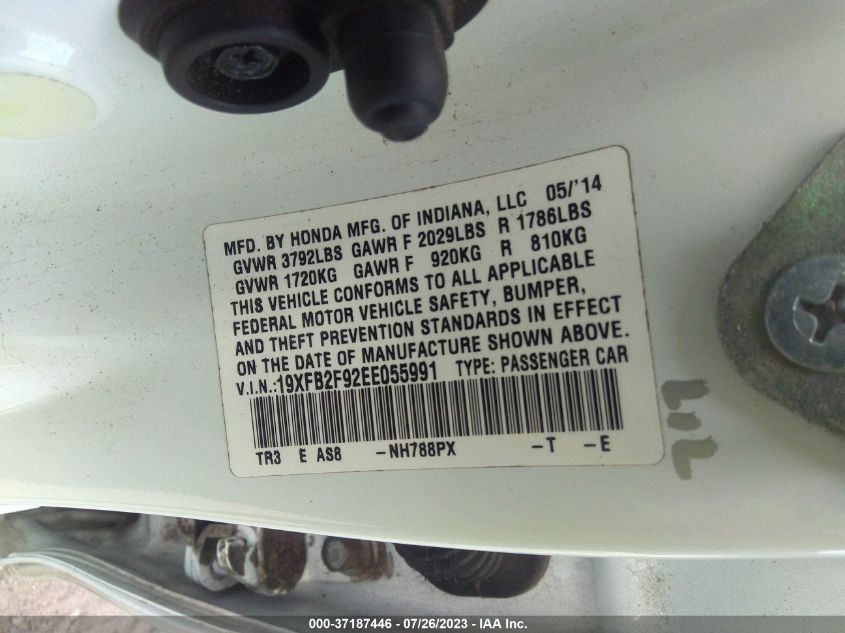 MFD. BY HONDA MFG. OF INDIANA, LLC 05/'14
GVWR 3792LBS GAWR F 2029LBS R 1786LBS
GVWR 1720KG GAWR F 920KG R 810KG
THIS VEHICLE CONFORMS TO ALL APPLICABLE
FEDERAL MOTOR VEHICLE SAFETY, BUMPER,
AND THEFT PREVENTION STANDARDS IN EFFECT
ON THE DATE OF MANUFACTURE SHOWN ABOVE.
V.I.N.:19XFB2F92EE055991 TYPE: PASSENGER CAR
TR3 E AS8 -NH788PX -T -E
000-37187446 - 07/26/2023 - IAA Inc.